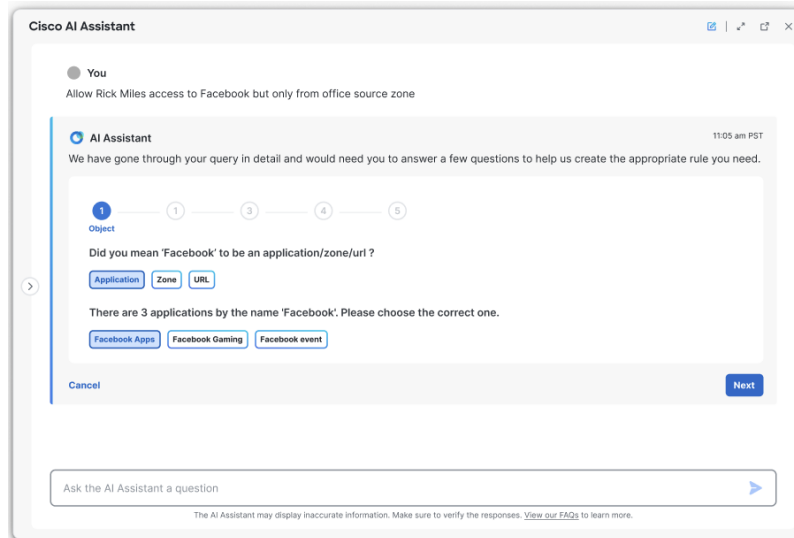 Cisco AI Assistant
You
Allow Rick Miles access to Facebook but only from office source zone
AI Assistant
11:05 am PST
We have gone through your query in detail and would need you to answer a few questions to help us create the appropriate rule you need.
1 1 3 4 5
Object
Did you mean 'Facebook' to be an application/zone/url ?
Application Zone URL
There are 3 applications by the name 'Facebook'. Please choose the correct one.
Facebook Apps Facebook Gaming Facebook event
Cancel Next
Ask the AI Assistant a question
The AI Assistant may display inaccurate information. Make sure to verify the responses. View our FAQs to learn more.